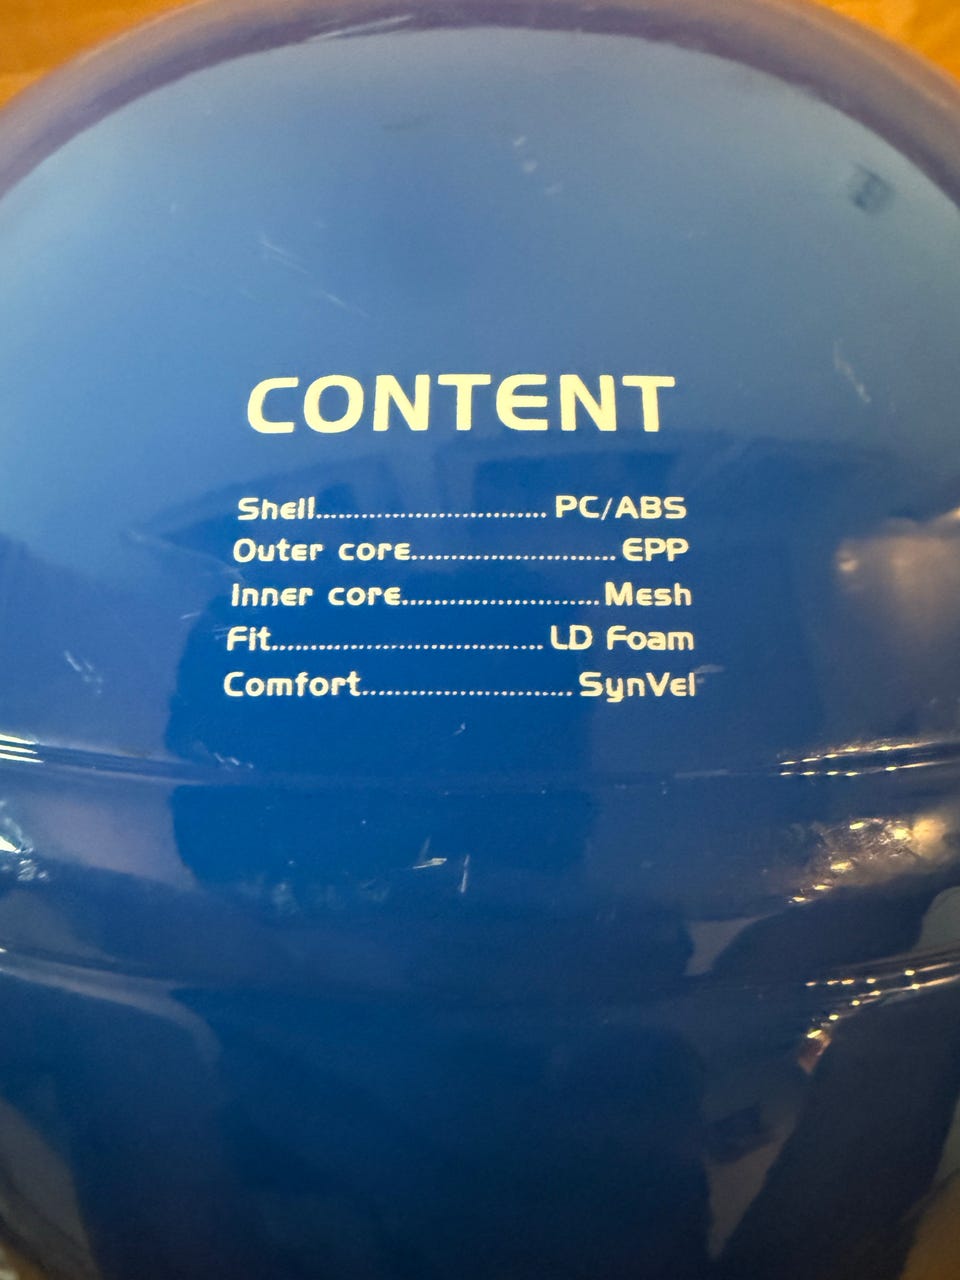 CONTENT
Shell.............................. PC/ABS
Outer core.......................... EPP
Inner core......................... Mesh
Fit................................... LD Foam
Comfort........................... SynVel